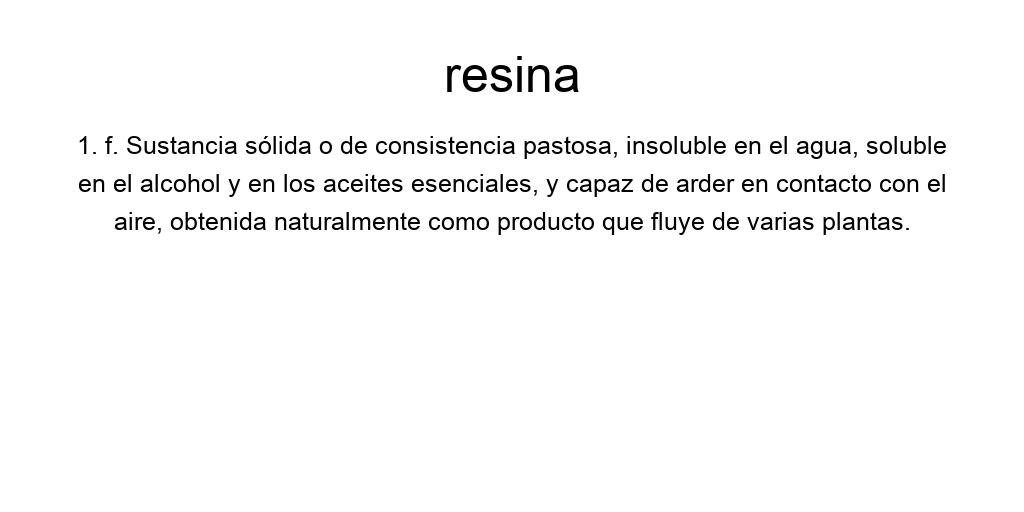 resina
1. f. Sustancia sólida o de consistencia pastosa, insoluble en el agua, soluble
en el alcohol y en los aceites esenciales, y capaz de arder en contacto con el
aire, obtenida naturalmente como producto que fluye de varias plantas.